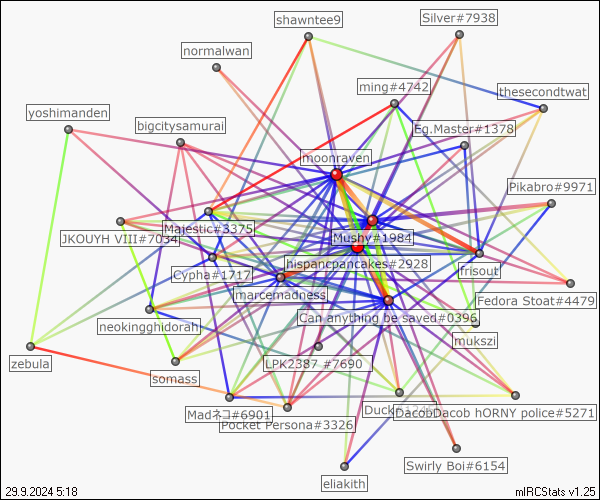 shawntee9
Silver#7938
normalwan
ming#4742
thesecondtwat
yoshimanden
bigcitysamurai
Eg.Master#1378
moonraven
Pikabro#9971
Majestic#3375
JKOUYH VIII#7034
Mushy#1984
hispancpancakes#2928
Cypha#1717
frisout
marcemadness
Fedora Stoat#4479
neokingghidorah
Can anything be saved#0396
mukszi
zebula
somass
LPK2387 #7690
Madネコ#6901
Duck
DacobDacob hORNY police#5271
Pocket Persona#3326
Swirly Boi#6154
eliakith
29.9.2024 5:18
mIRCStats v1.25